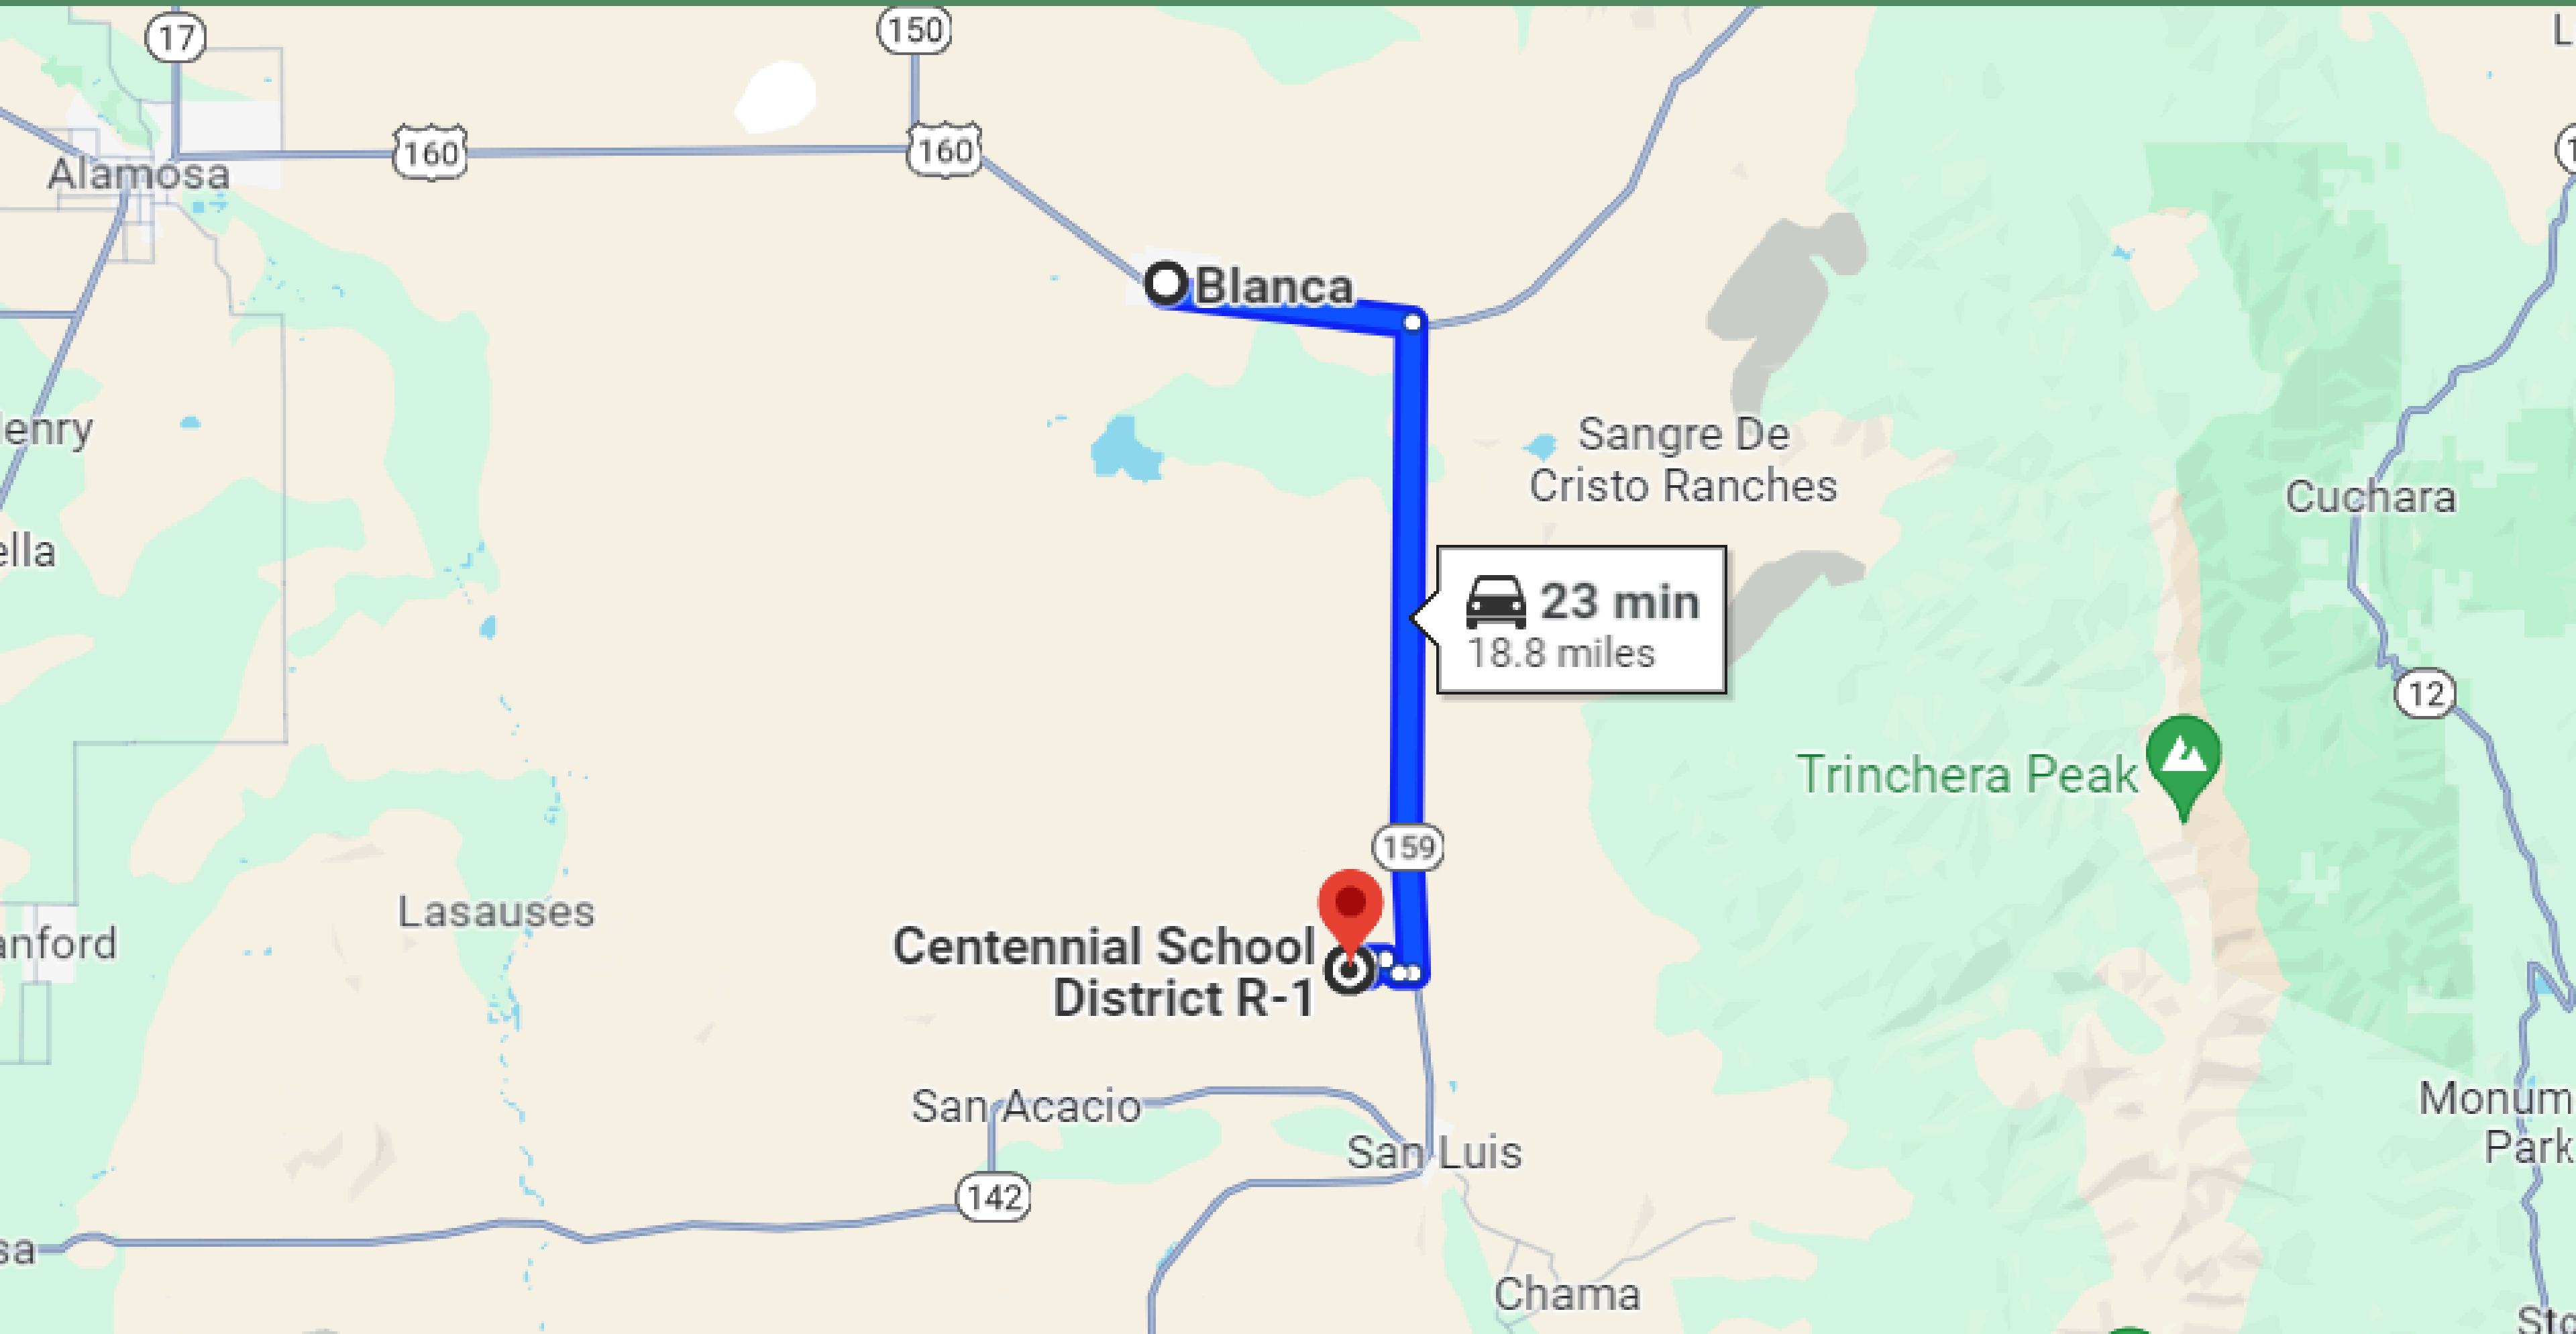 17
150
160
160
Alamosa
Blanca
Sangre De
Cristo Ranches
Cuchara
23 min
18.8 miles
12
Trinchera Peak
159
Lasauses
Centennial School
District R-1
San Acacio
San Luis
142
Chama
Park